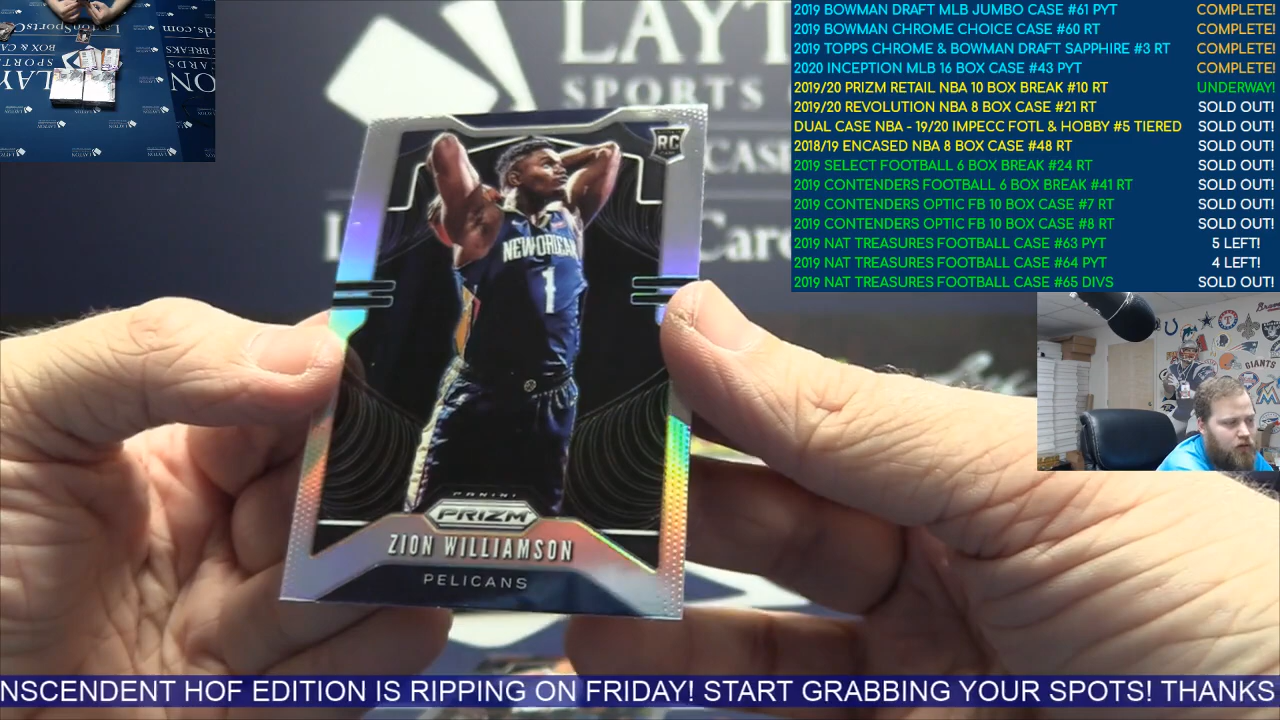 2019 BOWMAN DRAFT MLB JUMBO CASE #61 PYT COMPLETE!
2019 BOWMAN CHROME CHOICE CASE #60 RT COMPLETE!
2019 TOPPS CHROME & BOWMAN DRAFT SAPPHIRE #3 RT COMPLETE!
2020 INCEPTION MLB 16 BOX CASE #43 PYT COMPLETE!
2019/20 PRIZM RETAIL NBA 10 BOX BREAK #10 RT UNDERWAY!
2019/20 REVOLUTION NBA 8 BOX CASE #21 RT SOLD OUT!
DUAL CASE NBA - 19/20 IMPECC FOTL & HOBBY #5 TIERED SOLD OUT!
2018/19 ENCASED NBA 8 BOX CASE #48 RT SOLD OUT!
2019 SELECT FOOTBALL 6 BOX BREAK #24 RT SOLD OUT!
2019 CONTENDERS FOOTBALL 6 BOX BREAK #41 RT SOLD OUT!
2019 CONTENDERS OPTIC FB 10 BOX CASE #7 RT SOLD OUT!
2019 CONTENDERS OPTIC FB 10 BOX CASE #8 RT SOLD OUT!
2019 NAT TREASURES FOOTBALL CASE #63 PYT 5 LEFT!
2019 NAT TREASURES FOOTBALL CASE #64 PYT 4 LEFT!
2019 NAT TREASURES FOOTBALL CASE #65 DIVS SOLD OUT!
LAYT
SPORTS
CASE
RC
NEW ORLEAN
1
PANINI
PRIZM
ZION WILLIAMSON
PELICANS
GIANTS
NSCENDENT HOF EDITION IS RIPPING ON FRIDAY! START GRABBING YOUR SPOTS! THANKS